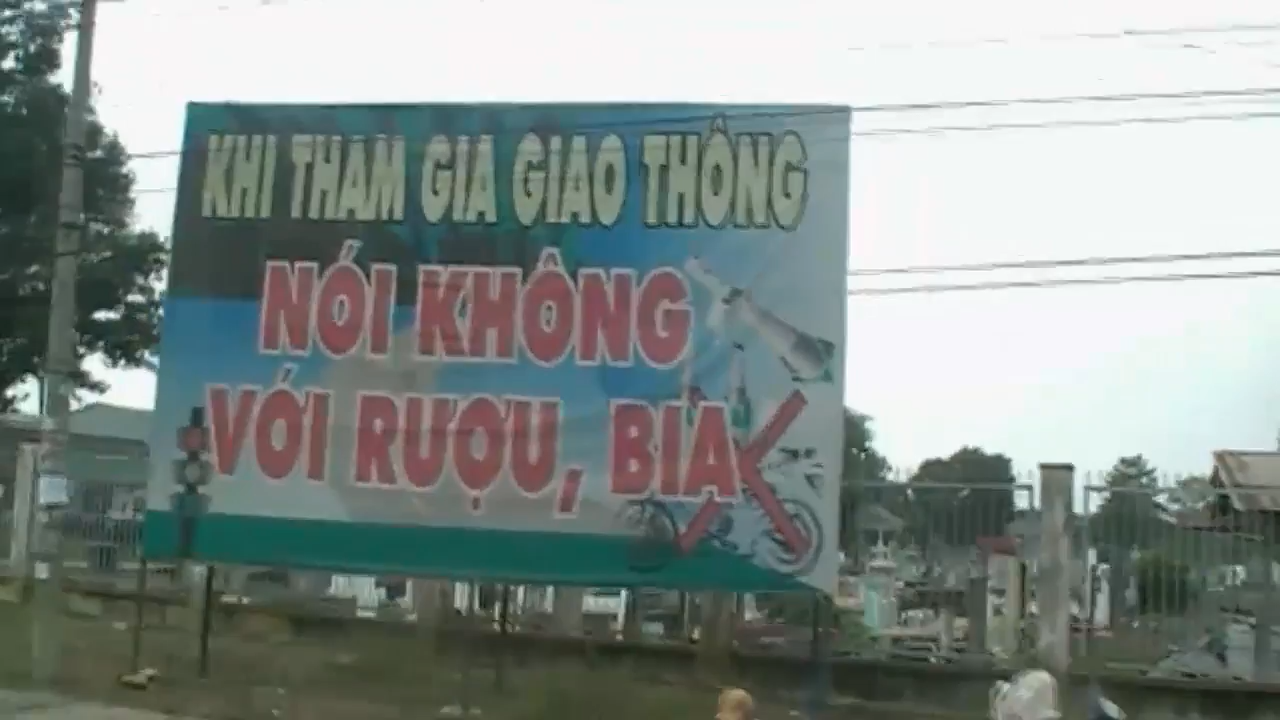 KHI THAM GIA GIAO THÔNG
NÓI KHÔNG
VỚI RƯỢU, BIA